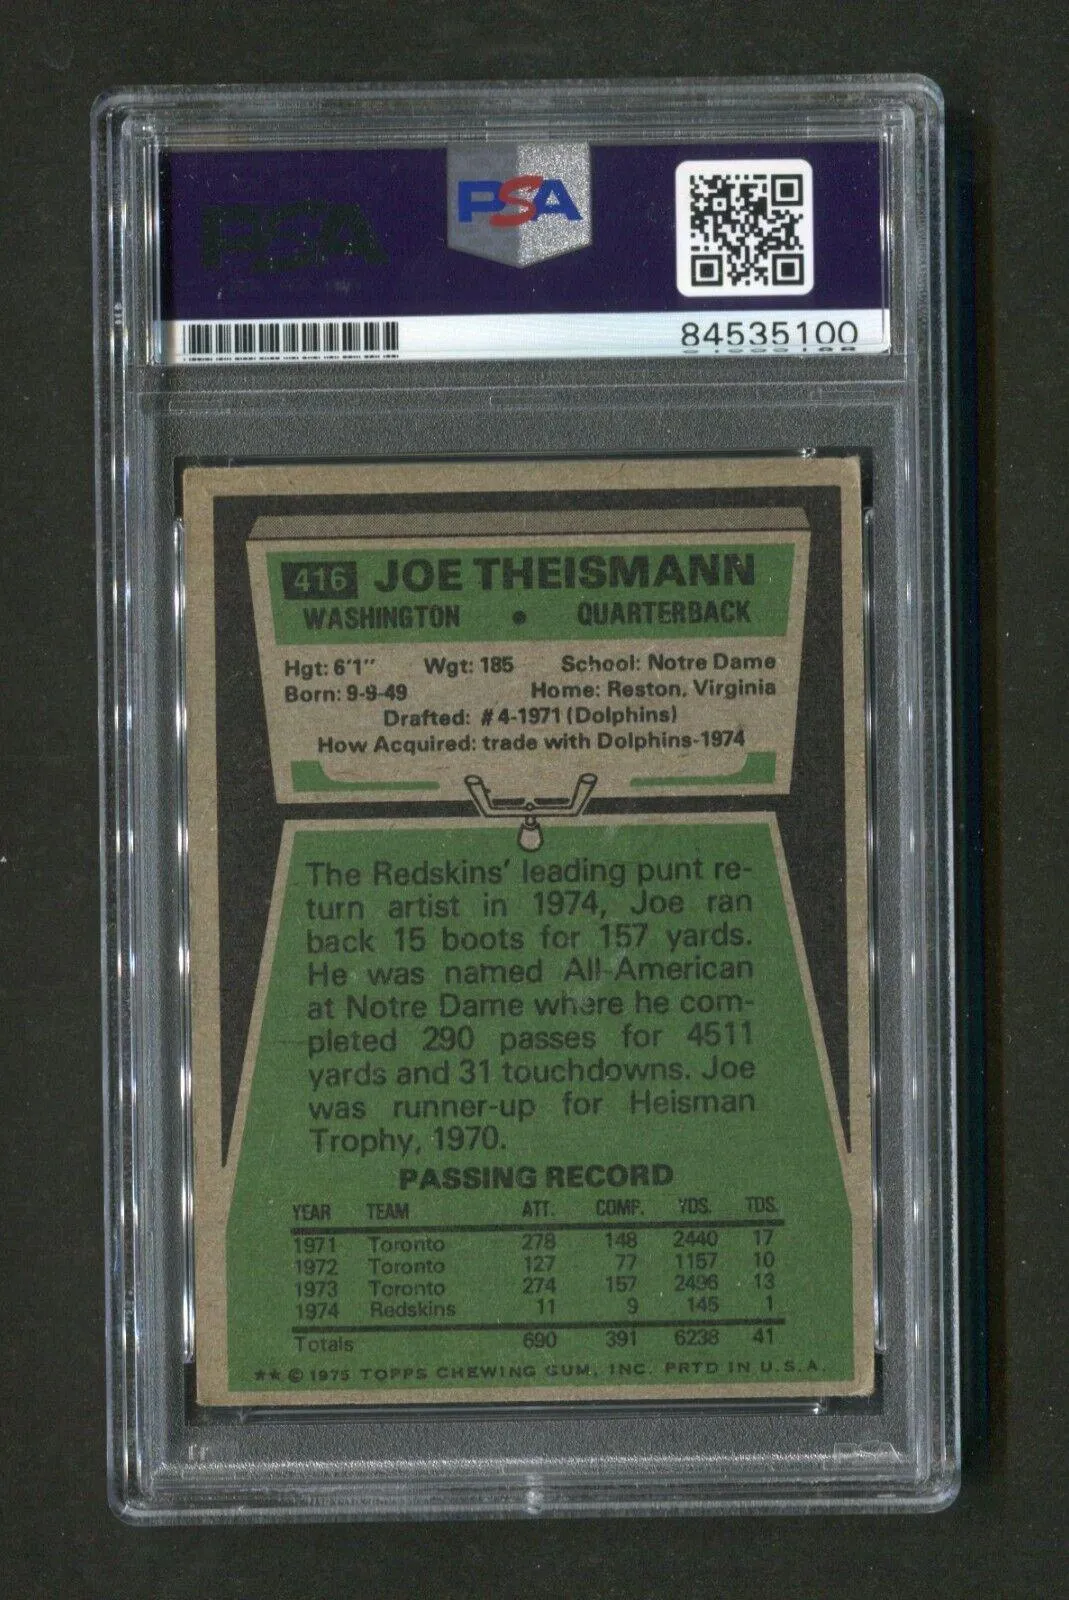 PSA
PSA
84535100
416 JOE THEISMANN
WASHINGTON • QUARTERBACK
Hgt: 6'1" Wgt: 185 School: Notre Dame
Born: 9-9-49 Home: Reston, Virginia
Drafted: #4-1971 (Dolphins)
How Acquired: trade with Dolphins-1974
The Redskins' leading punt re-
turn artist in 1974, Joe ran
back 15 boots for 157 yards.
He was named All-American
at Notre Dame where he com-
pleted 290 passes for 4511
yards and 31 touchdowns. Joe
was runner-up for Heisman
Trophy, 1970.
PASSING RECORD
YEAR TEAM ATT. COMP. YDS. TDS.
1971 Toronto 278 148 2440 17
1972 Toronto 127 77 1157 10
1973 Toronto 274 157 2496 13
1974 Redskins 11 9 145 1
Totals 690 391 6238 41
★★ © 1975 TOPPS CHEWING GUM, INC. PRTD IN U.S.A.